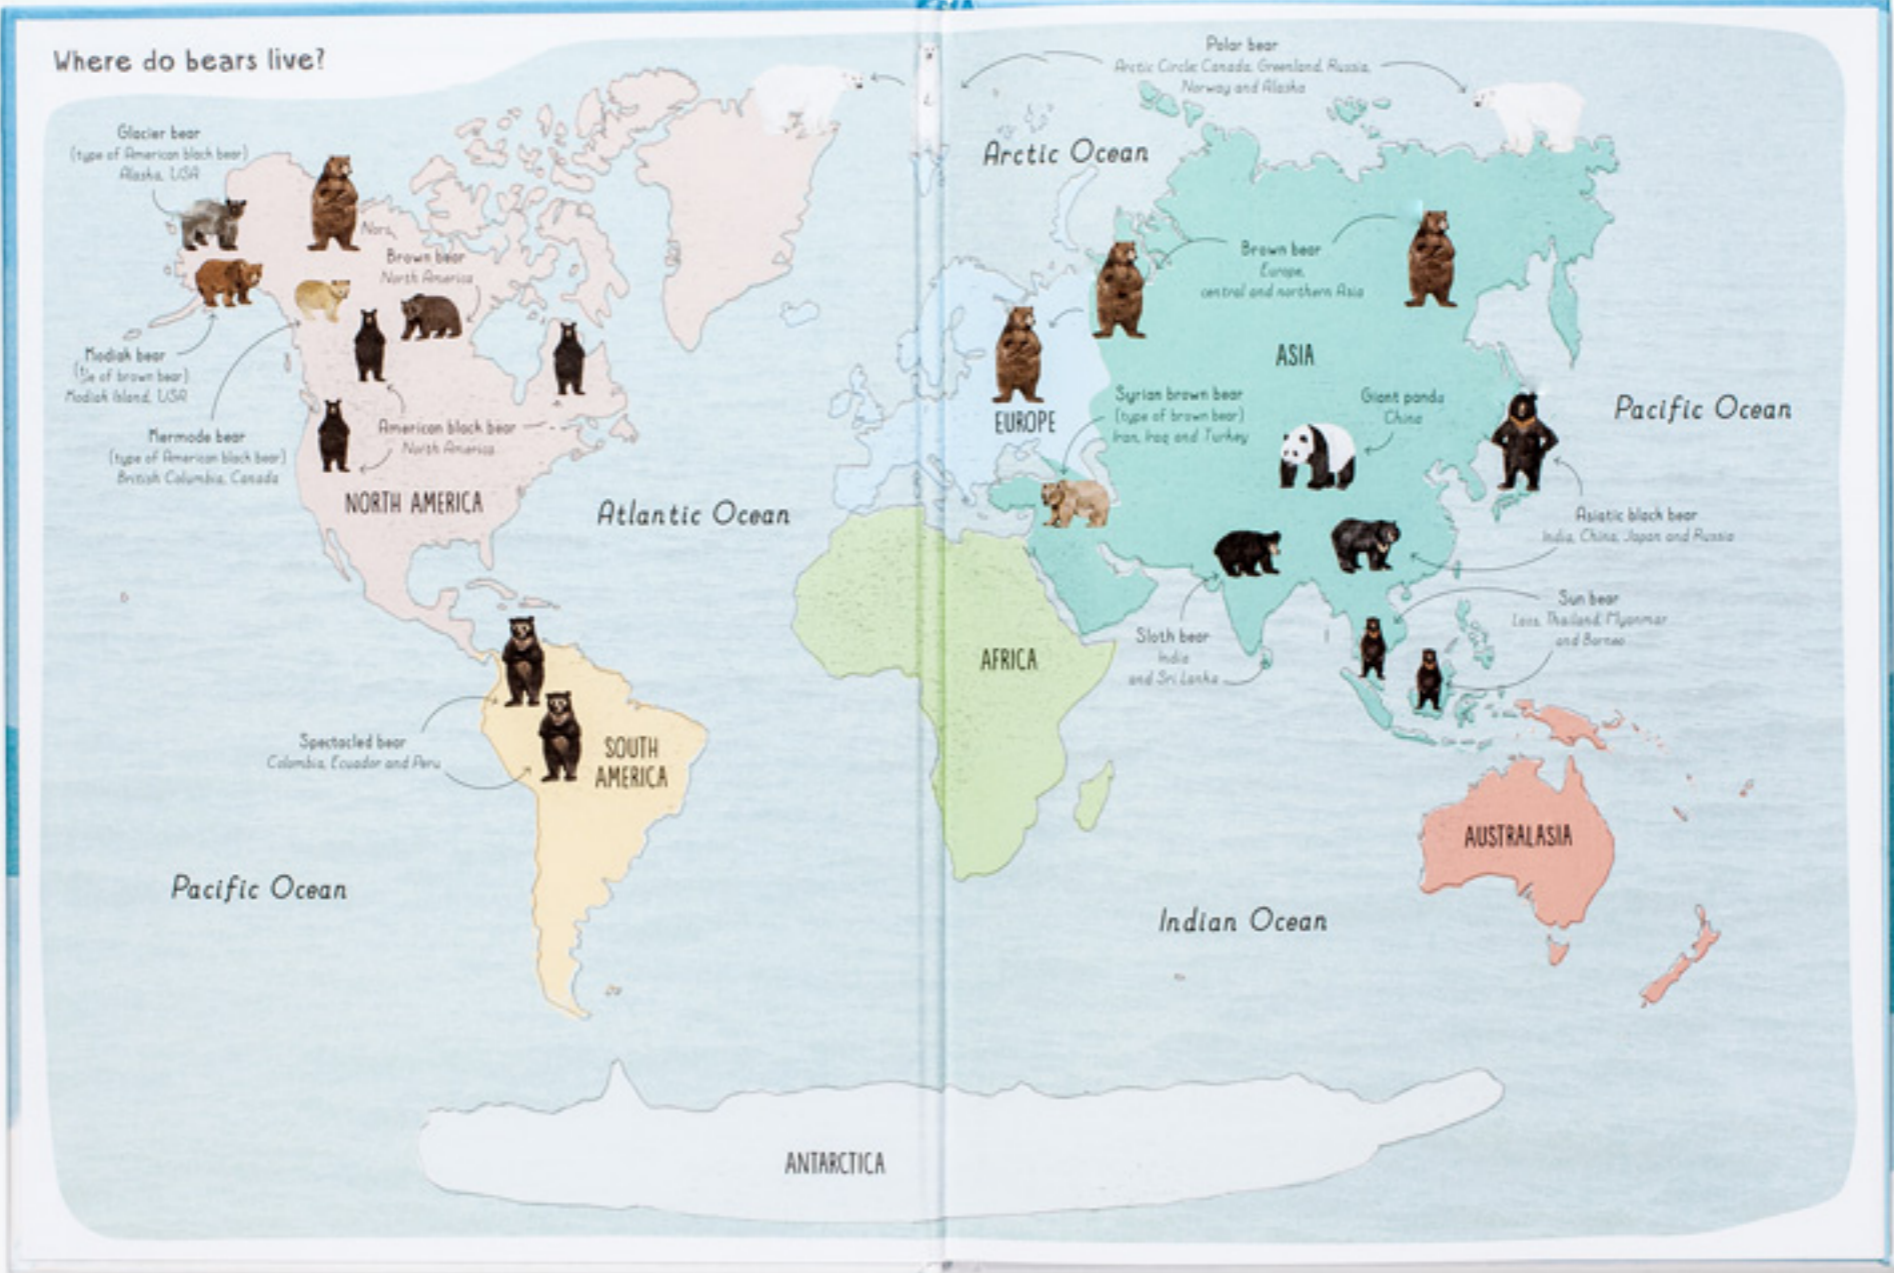 Where do bears live?
Polar bear
Arctic Circle: Canada, Greenland, Russia,
Norway and Alaska
Glacier bear
(type of American black bear)
Alaska, USA
Arctic Ocean
Brown bear
North America
Brown bear
Europe,
central and northern Asia
Kodiak bear
of brown bear)
Kodiak Island, USA
ASIA
Kermode bear
(type of American black bear)
British Columbia, Canada
American black bear
North America
EUROPE
Syrian brown bear
(type of brown bear)
Iran, Iraq and Turkey
Giant panda
China
Pacific Ocean
NORTH AMERICA
Atlantic Ocean
Asiatic black bear
India, China, Japan and Russia
Sun bear
Laos, Thailand, Myanmar
and Borneo
Sloth bear
India
and Sri Lanka
AFRICA
Spectacled bear
Colombia, Ecuador and Peru
SOUTH
AMERICA
AUSTRALASIA
Pacific Ocean
Indian Ocean
ANTARCTICA